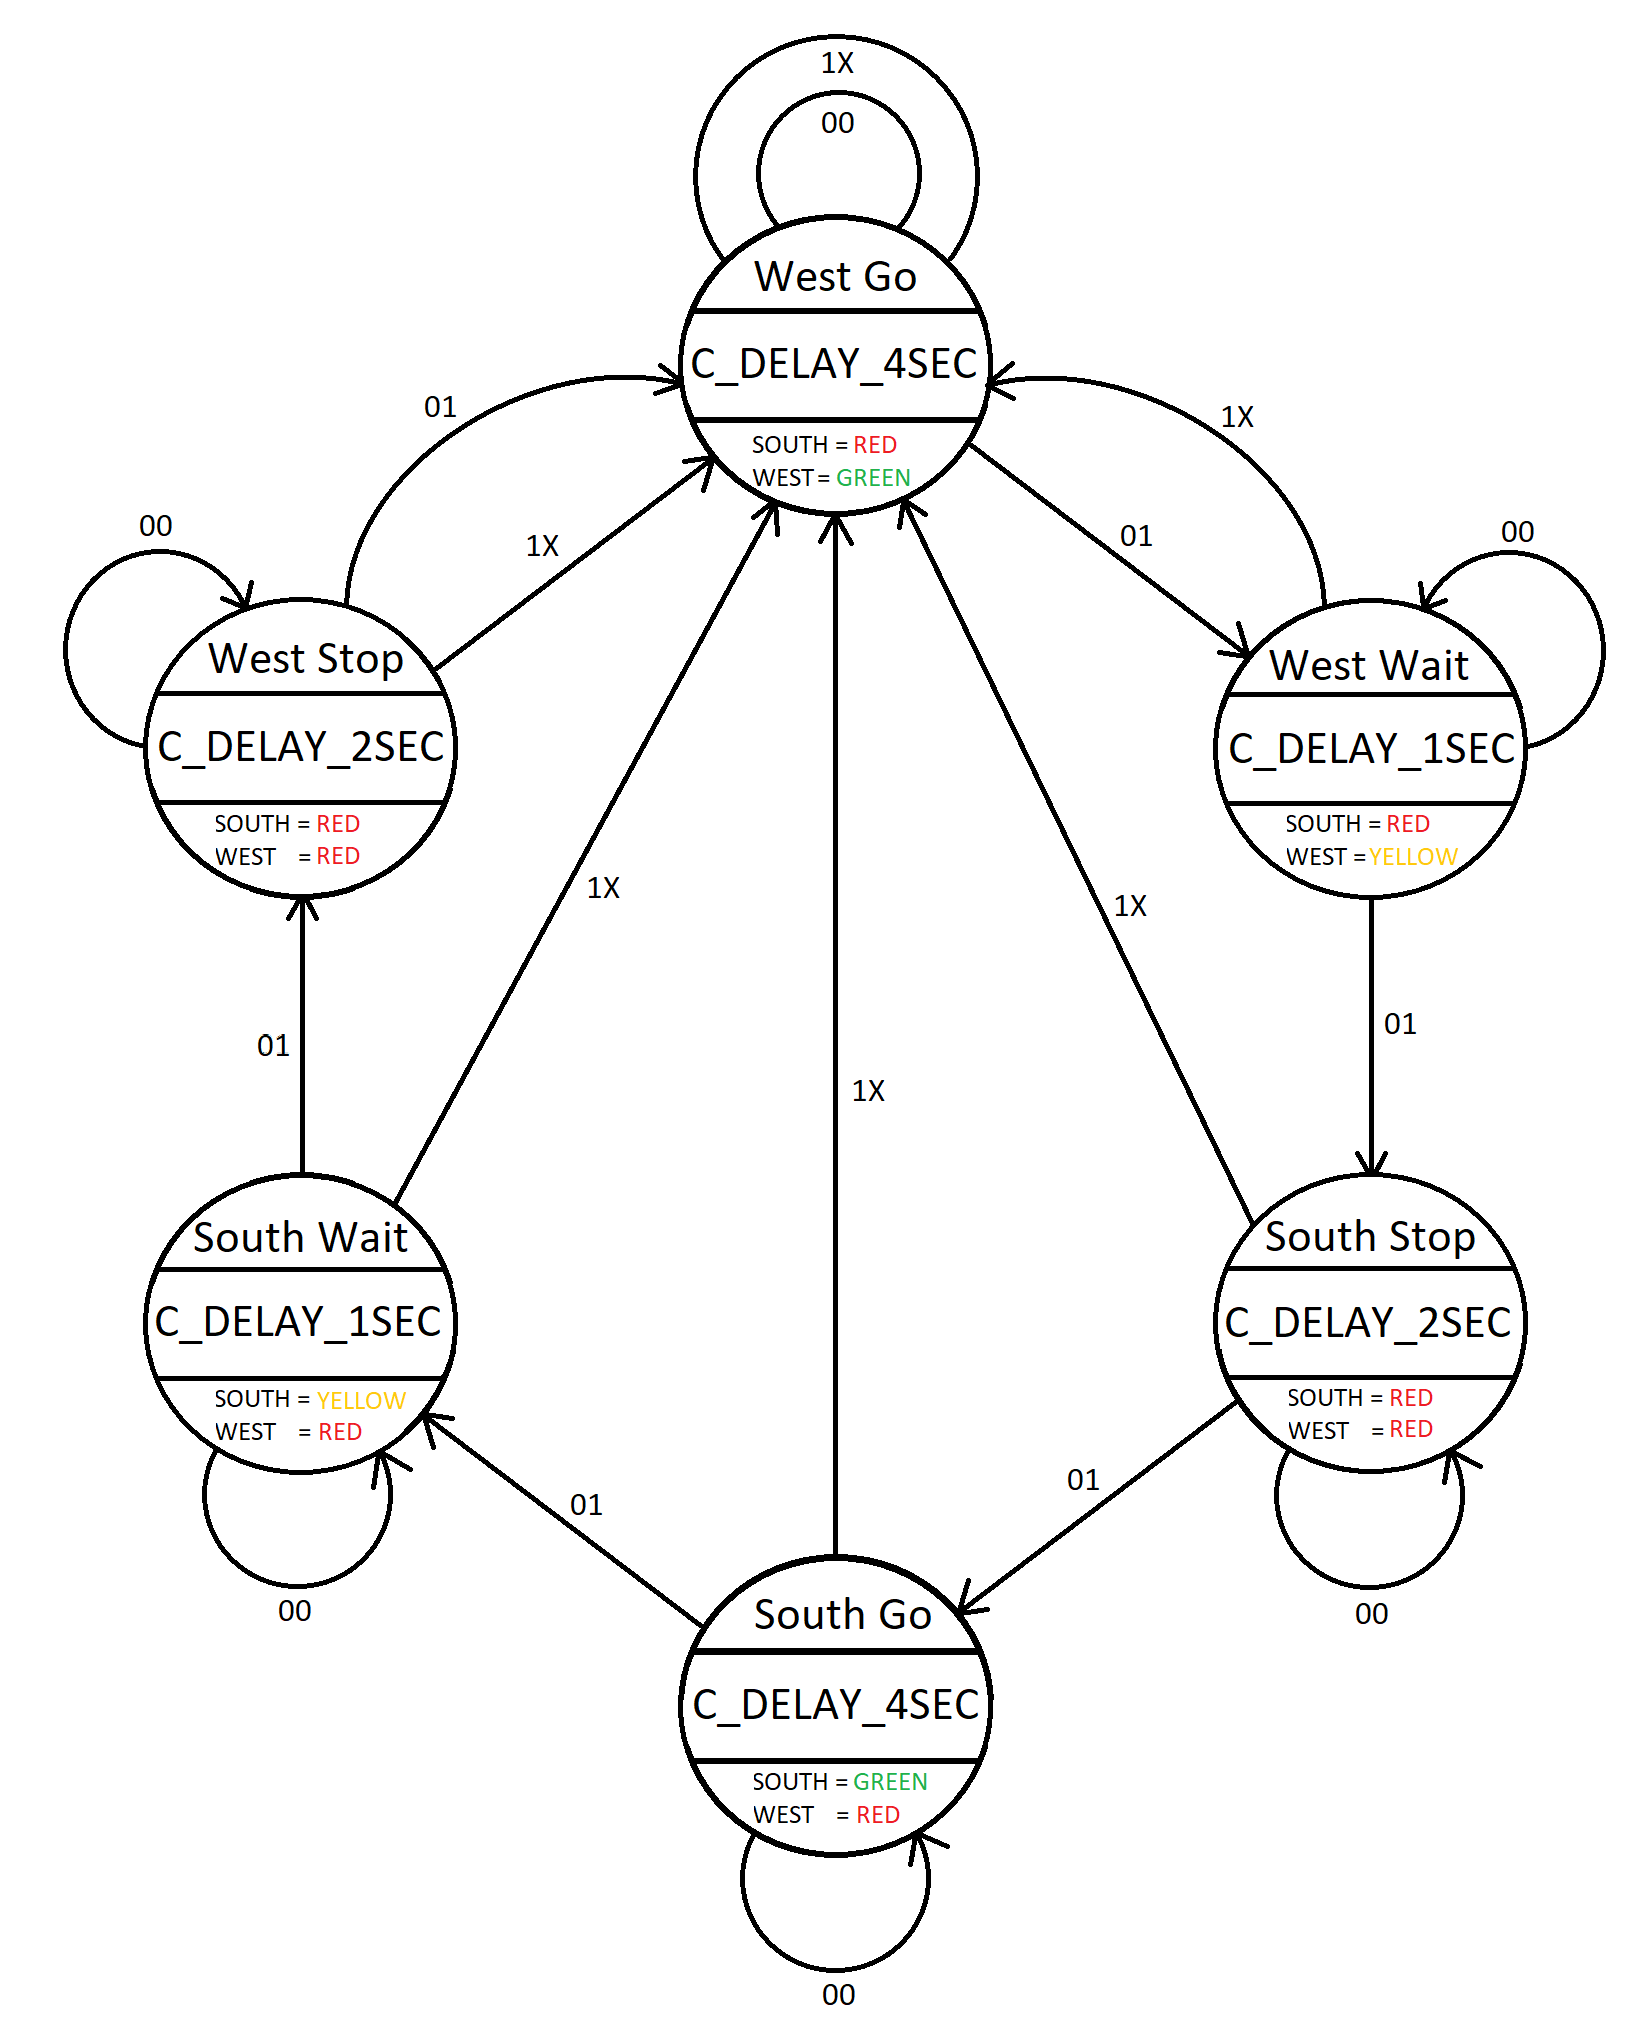 1X
00
West Go
C_DELAY_4SEC
SOUTH = RED
WEST = GREEN
01
1X
1X
01
00
West Stop
C_DELAY_2SEC
SOUTH = RED
WEST = RED
00
West Wait
C_DELAY_1SEC
SOUTH = RED
WEST = YELLOW
1X
1X
1X
01
01
South Wait
C_DELAY_1SEC
SOUTH = YELLOW
WEST = RED
00
South Stop
C_DELAY_2SEC
SOUTH = RED
WEST = RED
00
01
01
South Go
C_DELAY_4SEC
SOUTH = GREEN
WEST = RED
00